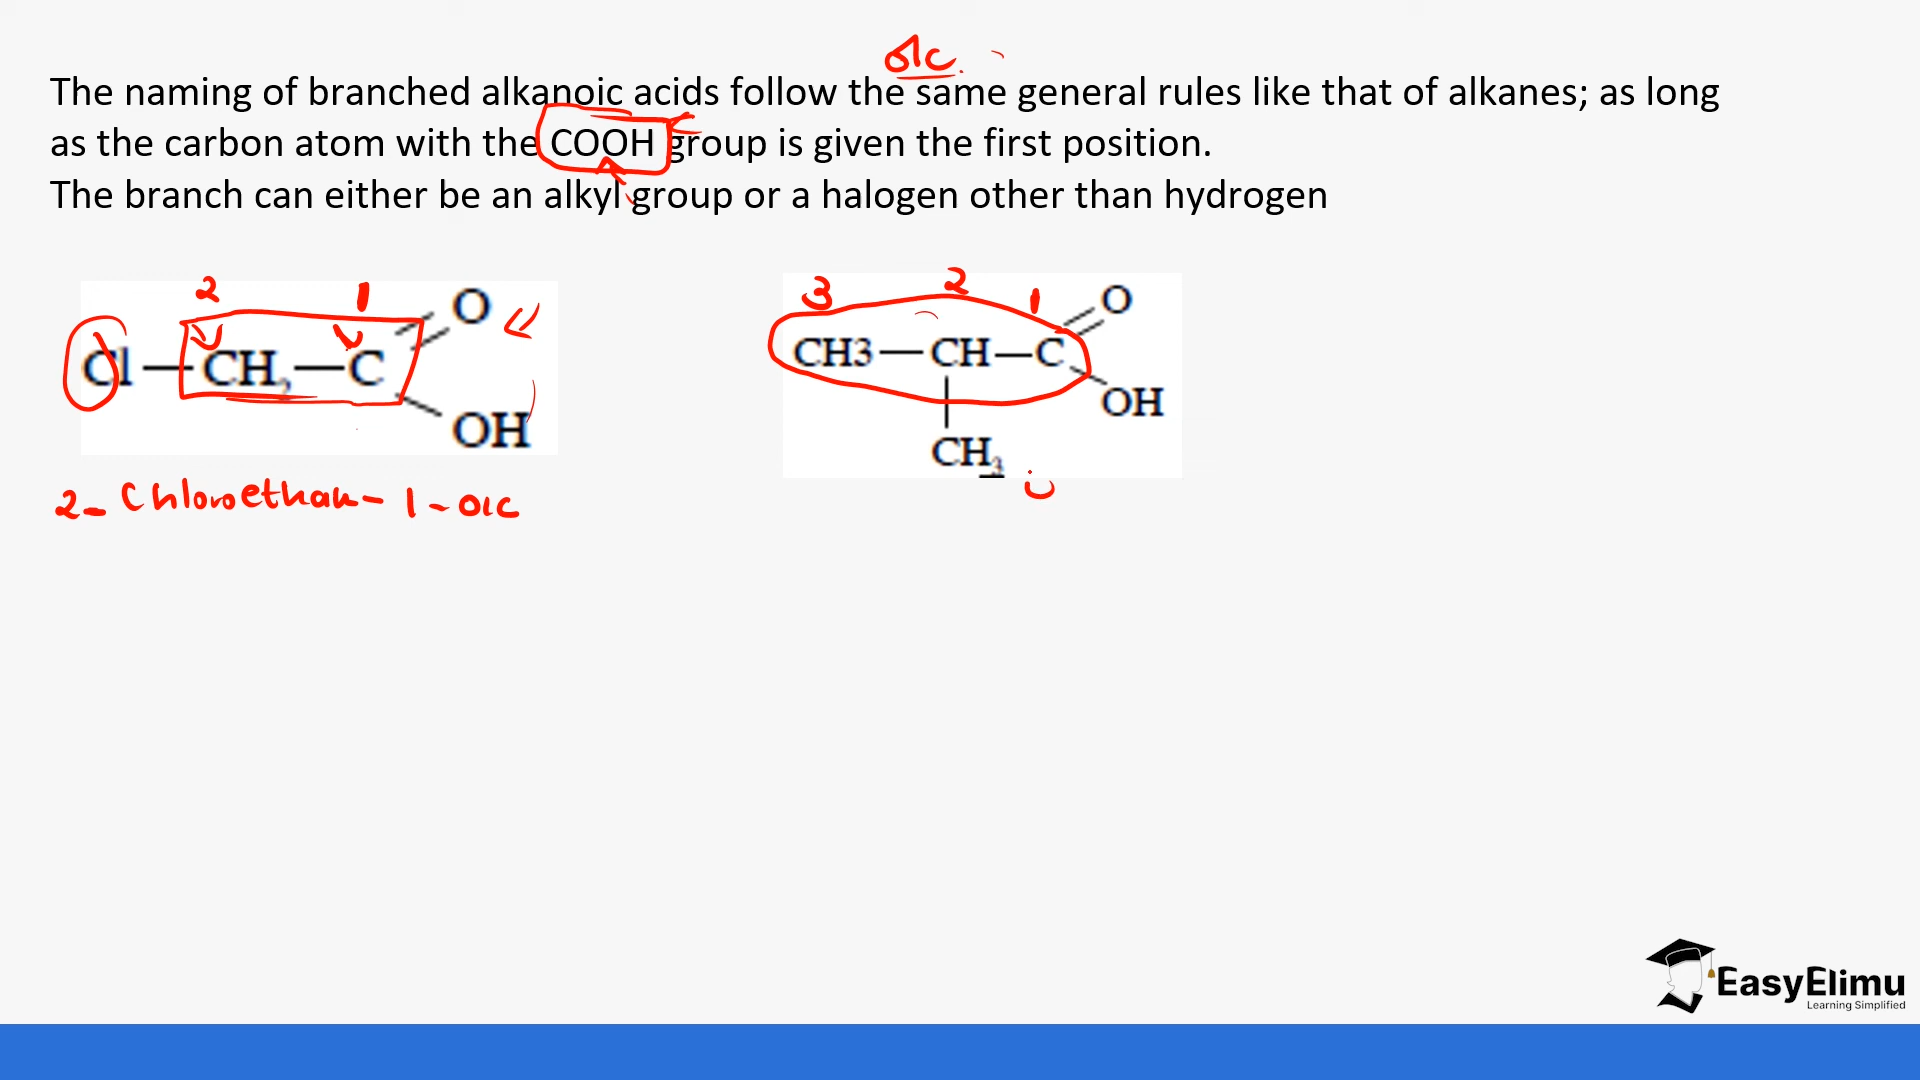 oic.
The naming of branched alkanoic acids follow the same general rules like that of alkanes; as long
as the carbon atom with the COOH group is given the first position.
The branch can either be an alkyl group or a halogen other than hydrogen
2 1
O
Cl—CH₂—C
OH
2- Chloroethan- 1 - oic
3 2 1
O
CH3—CH—C
OH
CH₃
EasyElimu
Learning Simplified